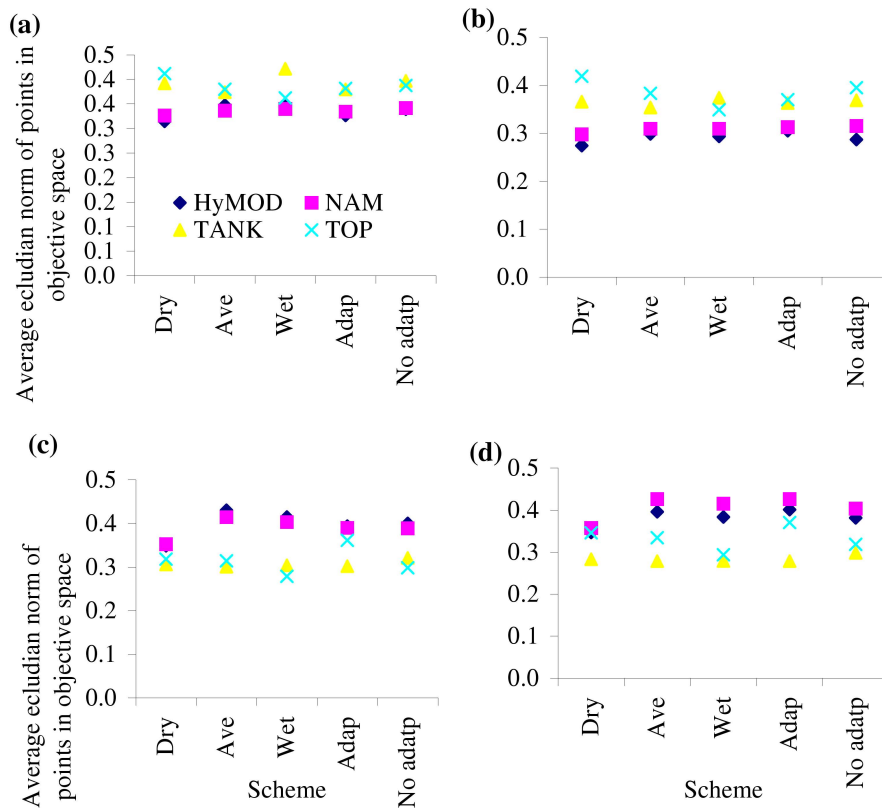 (a)
Average ecludian norm of points in
objective space
0.5
0.4
0.4
0.3
0.3
0.2
0.2
0.1
0.1
0.0
HyMOD
NAM
TANK
TOP
Dry
Ave
Wet
Adap
No adatp
(b)
0.5
0.4
0.3
0.2
0.1
0.0
Dry
Ave
Wet
Adap
No adatp
(c)
Average ecludian norm of
points in objective space
0.5
0.4
0.3
0.2
0.1
0.0
Dry
Ave
Wet
Adap
No adatp
Scheme
(d)
0.5
0.4
0.3
0.2
0.1
0.0
Dry
Ave
Wet
Adap
No adatp
Scheme